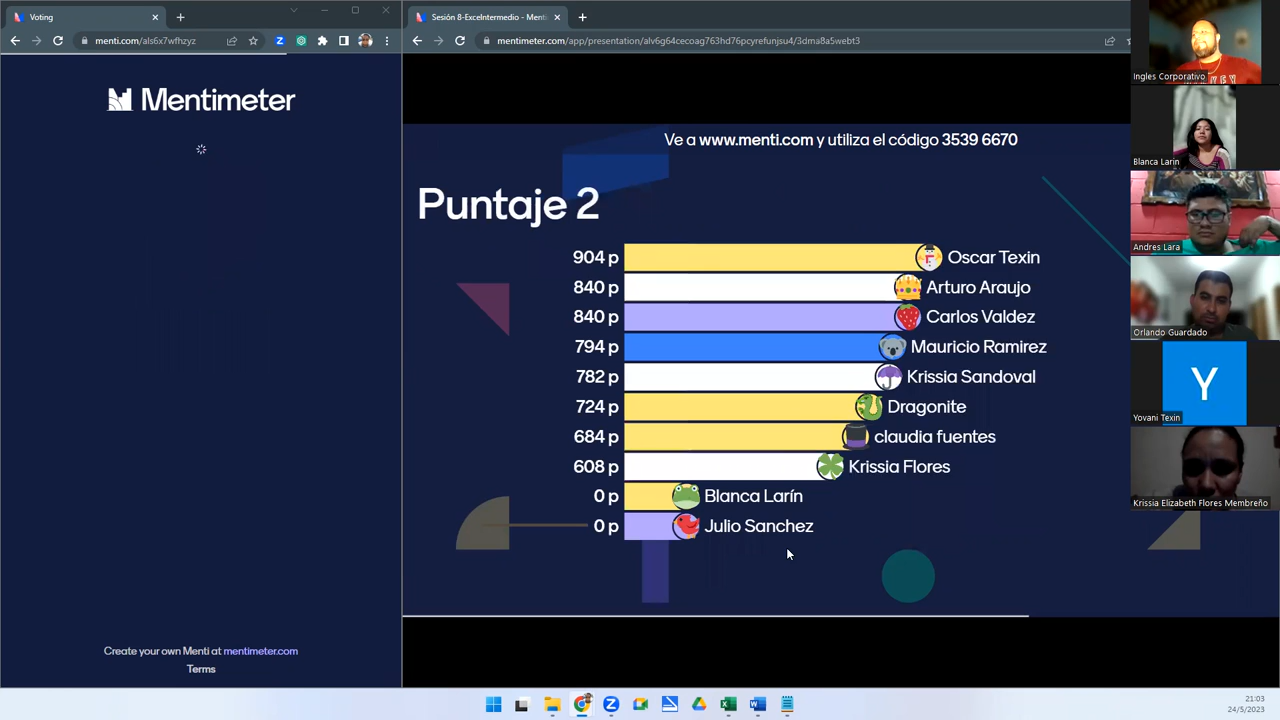 Voting
menti.com/als6x7wfhzyz
Mentimeter
Create your own Menti at mentimeter.com
Terms
Sesión 8-ExcelIntermedio - Menti
mentimeter.com/app/presentation/alv6g64cecoag763hd76pcyrefunjsu4/3dma8a5webt3
Ve a www.menti.com y utiliza el código 3539 6670
Puntaje 2
904 p Oscar Texin
840 p Arturo Araujo
840 p Carlos Valdez
794 p Mauricio Ramirez
782 p Krissia Sandoval
724 p Dragonite
684 p claudia fuentes
608 p Krissia Flores
0 p Blanca Larín
0 p Julio Sanchez
Ingles Corporativo
Blanca Larin
Andres Lara
Orlando Guardado
Y
Yovani Texin
Krissia Elizabeth Flores Membreño
21:03
24/5/2023